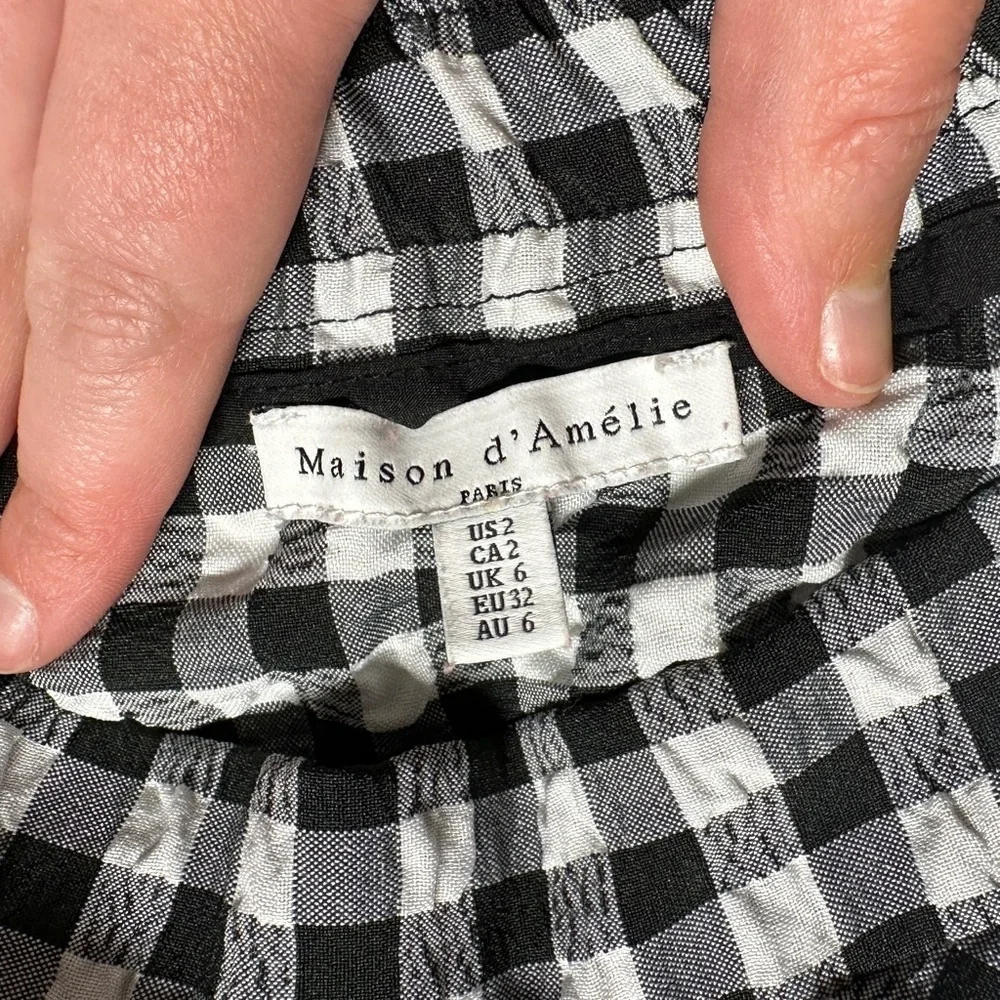 Maison d'Amélie
PARIS
US 2
CA 2
UK 6
EU 32
AU 6